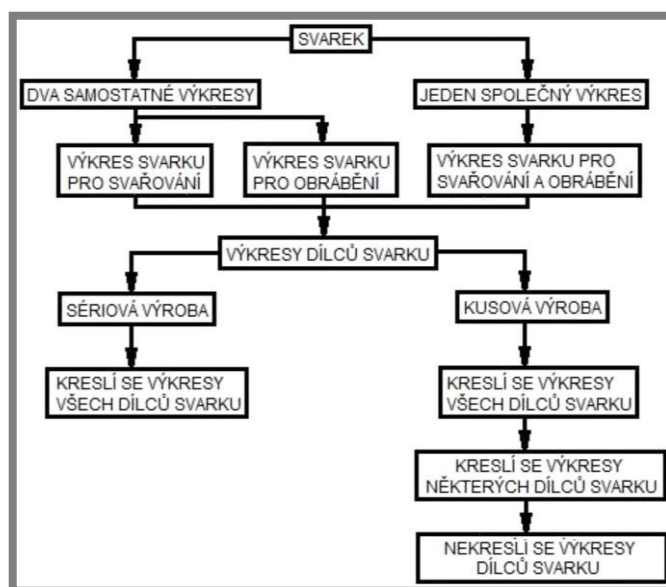 SVAREK
DVA SAMOSTATNÉ VÝKRESY
JEDEN SPOLEČNÝ VÝKRES
VÝKRES SVARKU
PRO SVAŘOVÁNÍ
VÝKRES SVARKU
PRO OBRÁBĚNÍ
VÝKRES SVARKU PRO
SVAŘOVÁNÍ A OBRÁBĚNÍ
VÝKRESY DÍLCŮ SVARKU
SÉRIOVÁ VÝROBA
KUSOVÁ VÝROBA
KRESLÍ SE VÝKRESY
VŠECH DÍLCŮ SVARKU
KRESLÍ SE VÝKRESY
VŠECH DÍLCŮ SVARKU
KRESLÍ SE VÝKRESY
NĚKTERÝCH DÍLCŮ SVARKU
NEKRESLÍ SE VÝKRESY
DÍLCŮ SVARKU